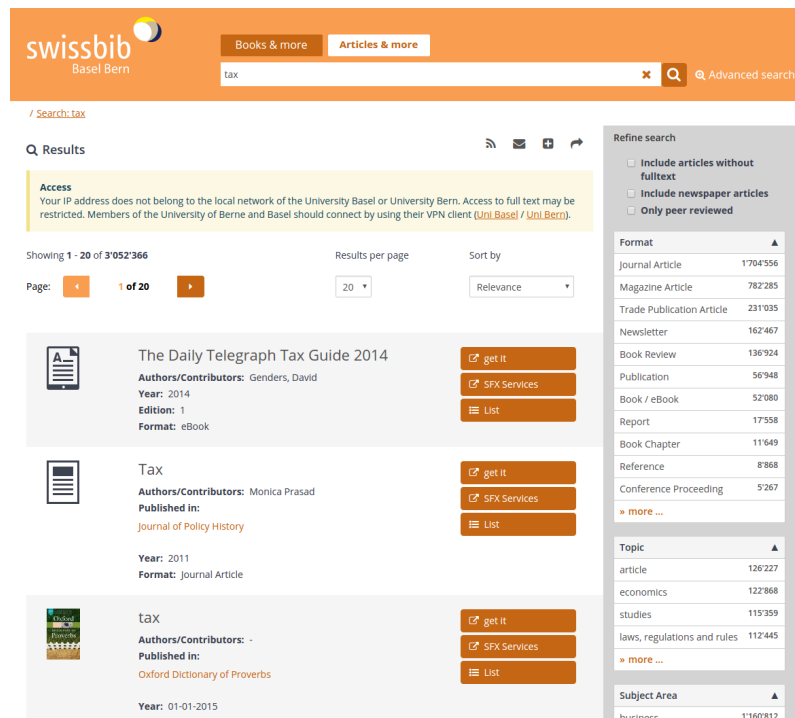 swissbib
Basel Bern
Books & more
Articles & more
tax
Advanced search
/ Search: tax
Results
Access
Your IP address does not belong to the local network of the University Basel or University Bern. Access to full text may be
restricted. Members of the University of Berne and Basel should connect by using their VPN client (Uni Basel / Uni Bern).
Showing 1 - 20 of 3'052'366
Results per page
Sort by
Page:
1 of 20
20
Relevance
The Daily Telegraph Tax Guide 2014
Authors/Contributors: Genders, David
Year: 2014
Edition: 1
Format: eBook
get it
SFX Services
List
Tax
Authors/Contributors: Monica Prasad
Published in:
Journal of Policy History
Year: 2011
Format: Journal Article
get it
SFX Services
List
Oxford
Proverbs
tax
Authors/Contributors: -
Published in:
Oxford Dictionary of Proverbs
Year: 01-01-2015
get it
SFX Services
List
Refine search
Include articles without
fulltext
Include newspaper articles
Only peer reviewed
Format
Journal Article 1'704'556
Magazine Article 782'285
Trade Publication Article 231'035
Newsletter 162'467
Book Review 136'924
Publication 56'948
Book / eBook 52'080
Report 17'558
Book Chapter 11'649
Reference 8'868
Conference Proceeding 5'267
» more ...
Topic
article 126'227
economics 122'868
studies 115'359
laws, regulations and rules 112'445
» more ...
Subject Area
business 1'160'812